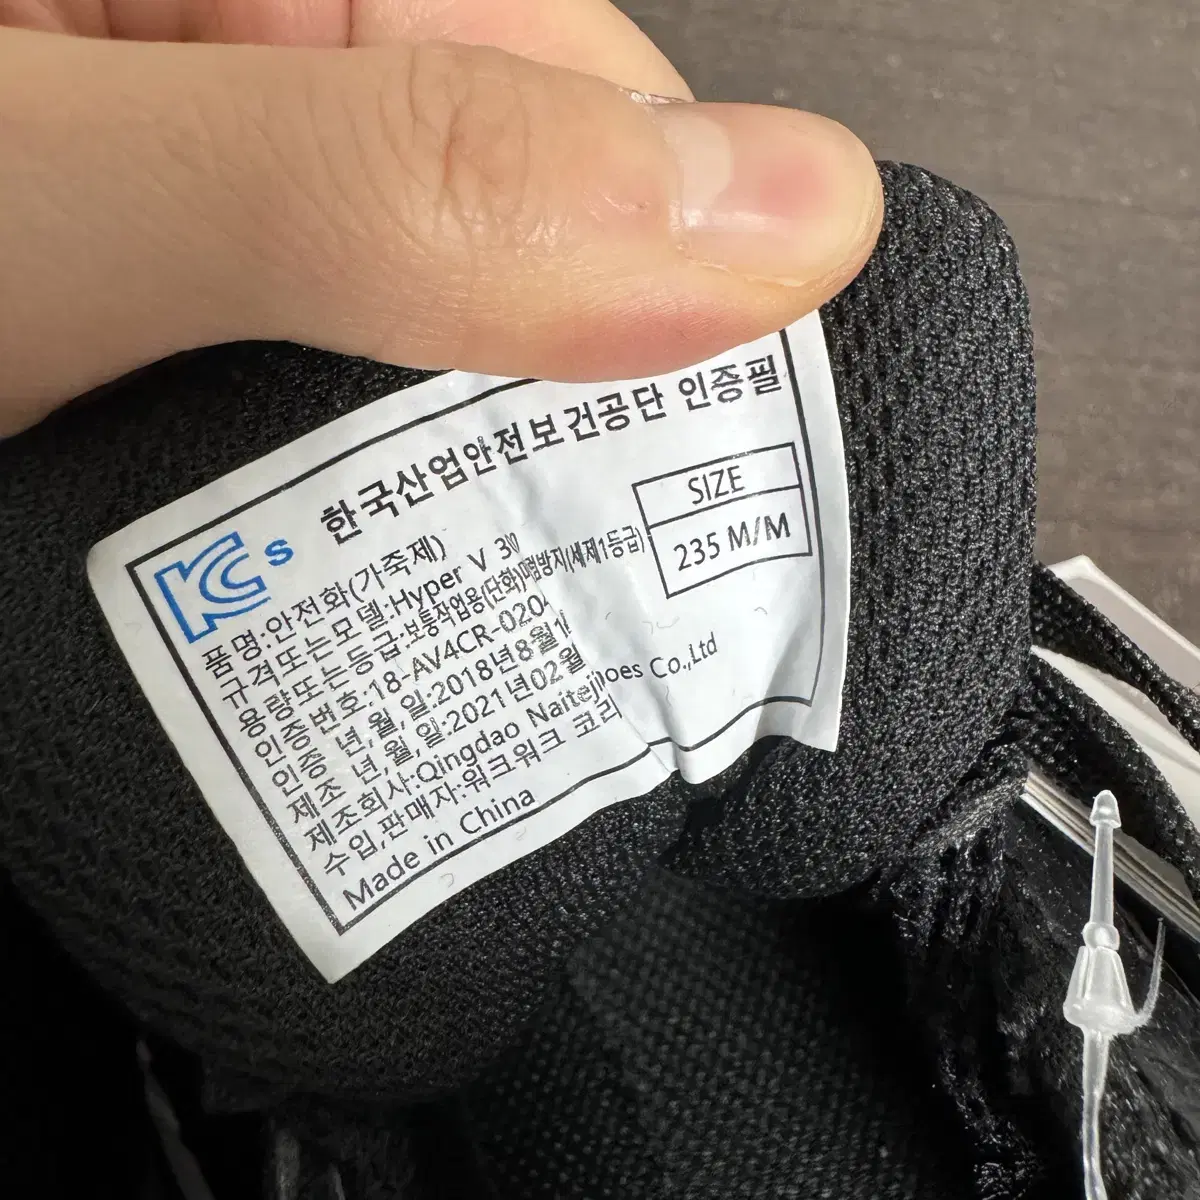 한국산업안전보건공단 인증필
KCs
SIZE
235 M/M
품명:안전화(가죽제)
규격또는모델:Hyper V
용량또는등급:보통작업용(단화)
인증번호:18-AV4CR-020
인증 년,월,일:2018년8월
제조 년,월,일:2021년02월
제조회사:Qingdao Co.,Ltd
수입,판매자:워크워크 코리
Made in China